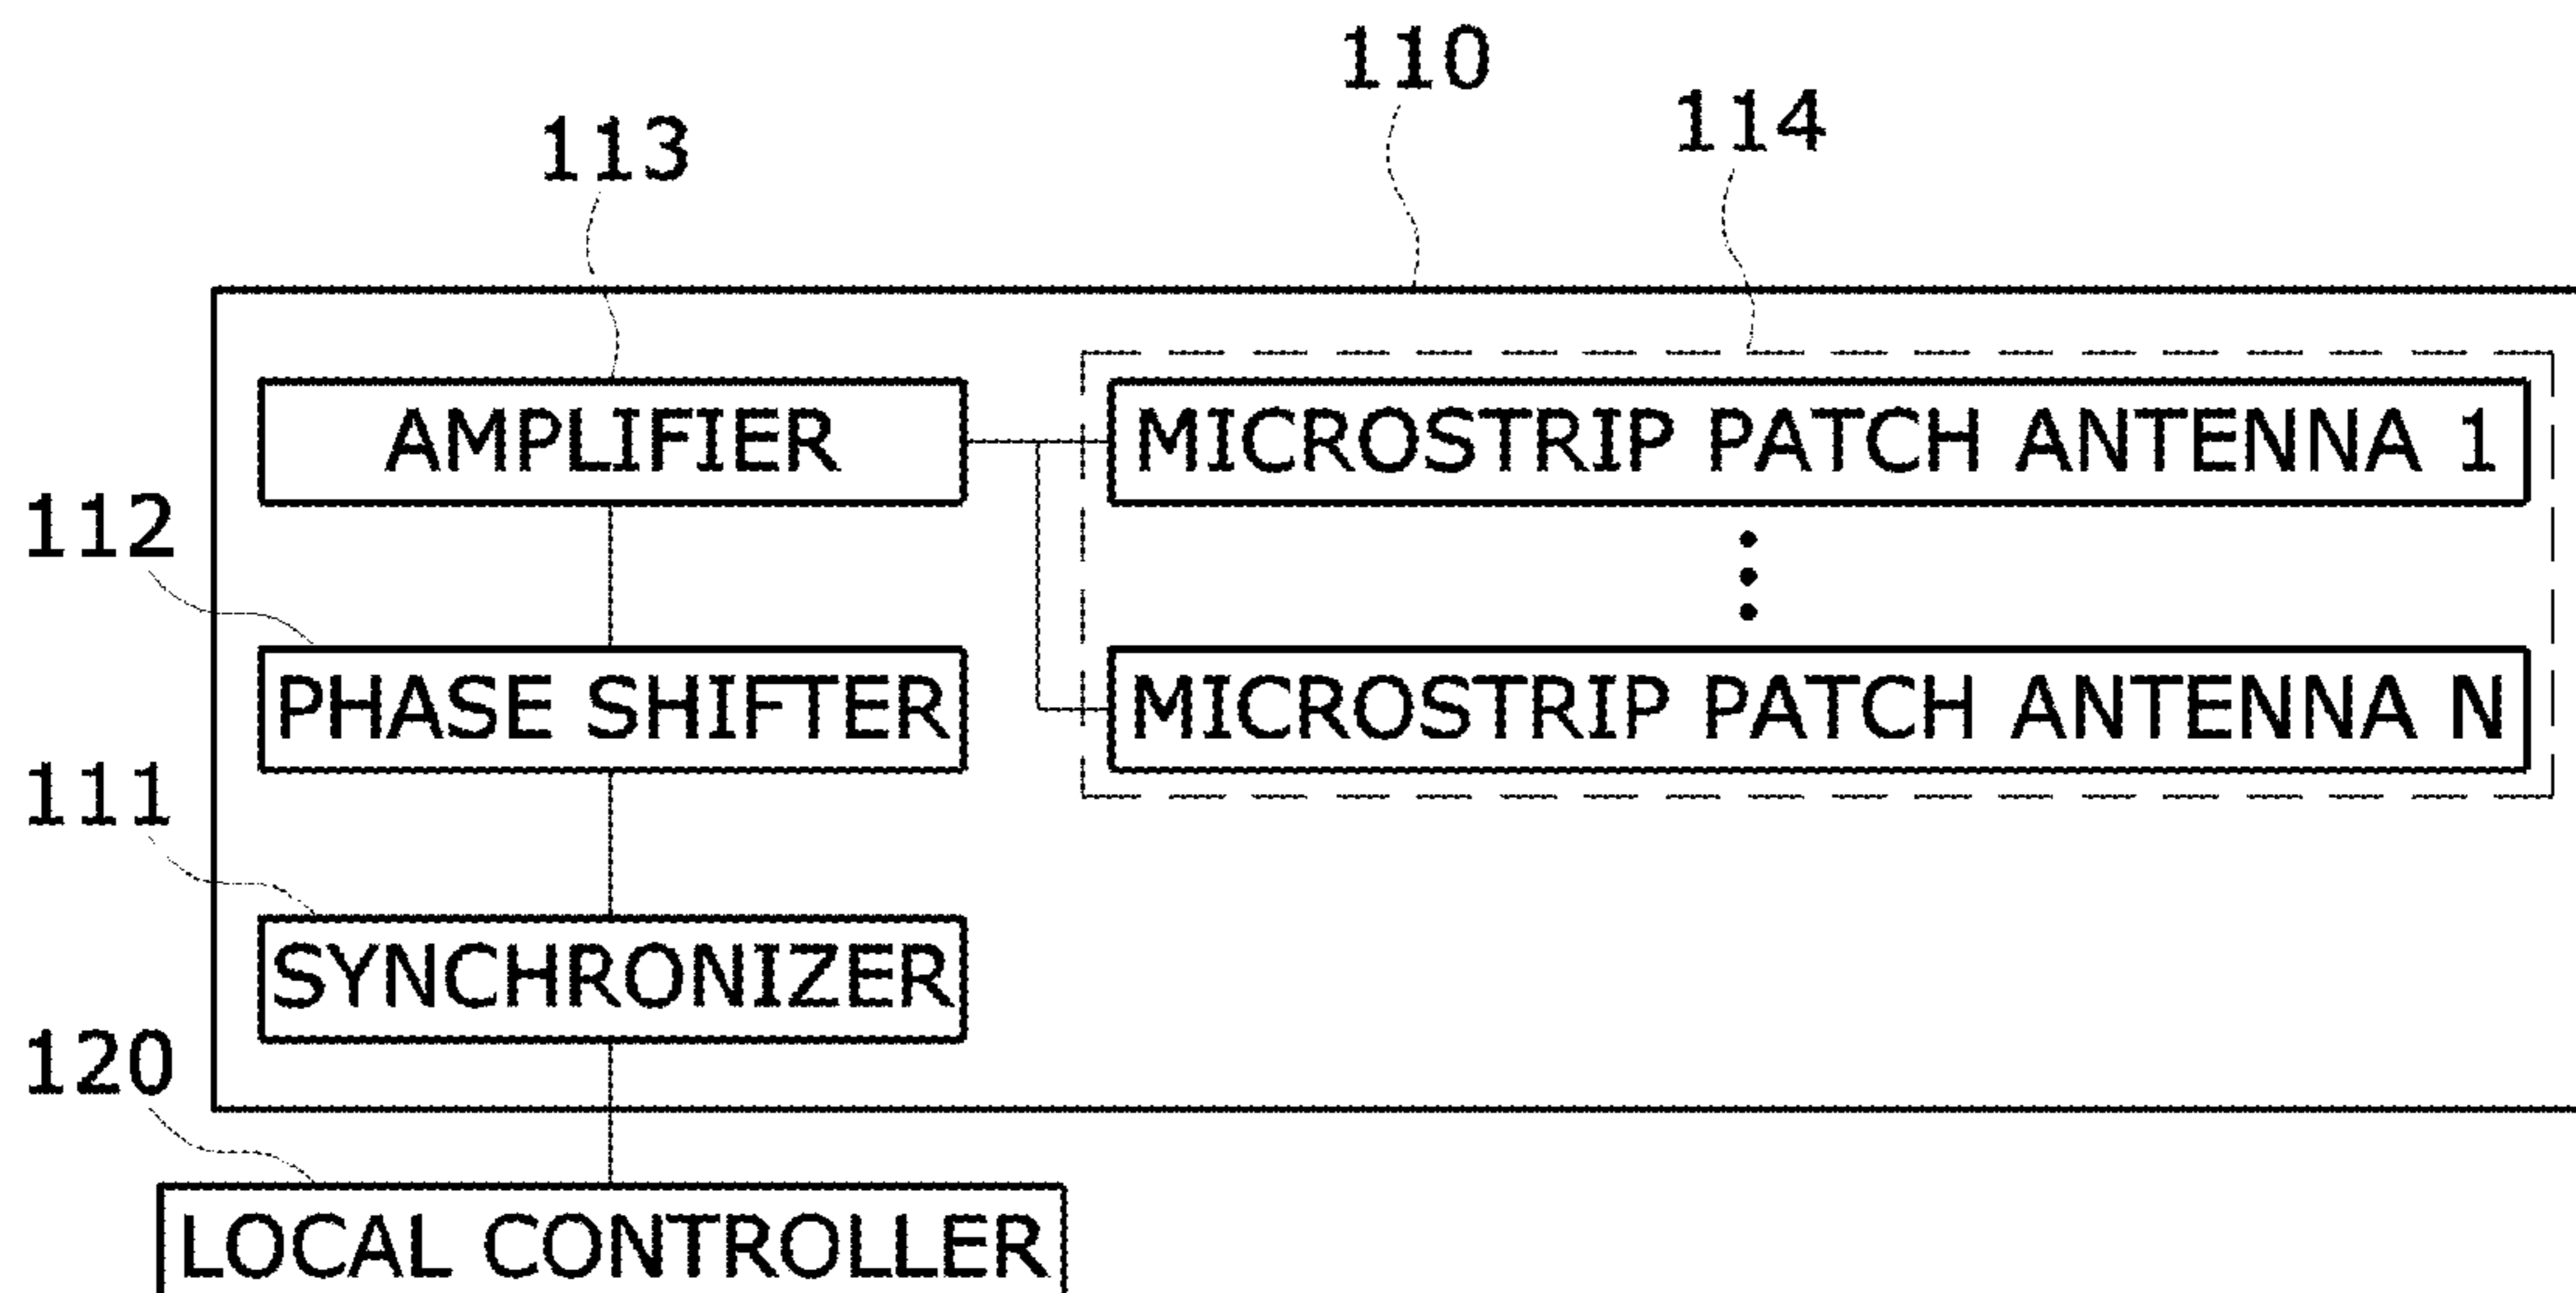 110
114
113
AMPLIFIER
MICROSTRIP PATCH ANTENNA 1
112
PHASE SHIFTER
MICROSTRIP PATCH ANTENNA N
111
SYNCHRONIZER
120
LOCAL CONTROLLER